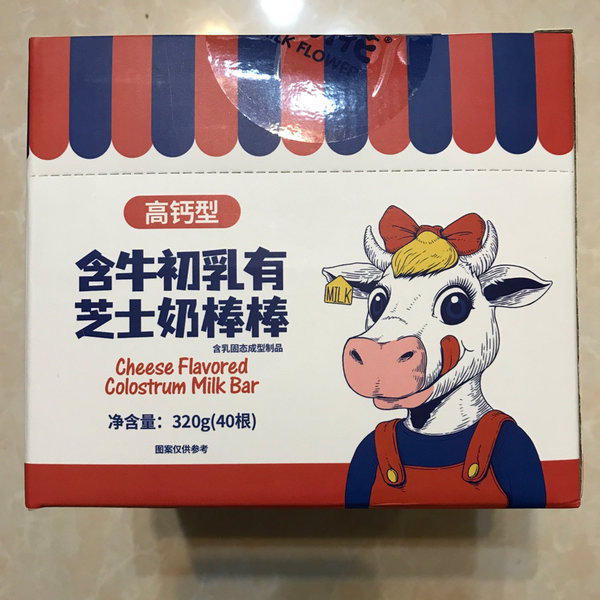 MILK FLOWER
高钙型
含牛初乳有
芝士奶棒棒
含乳固态成型制品
Cheese Flavored
Colostrum Milk Bar
净含量：320g(40根)
图案仅供参考
MILK